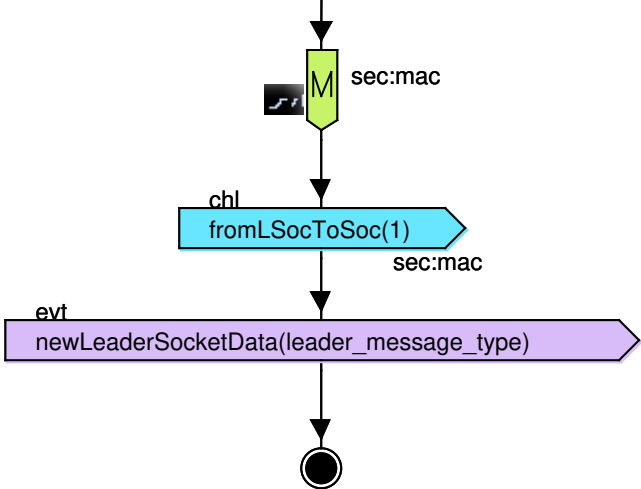 M
sec:mac
chl
fromLSocToSoc(1)
sec:mac
evt
newLeaderSocketData(leader_message_type)